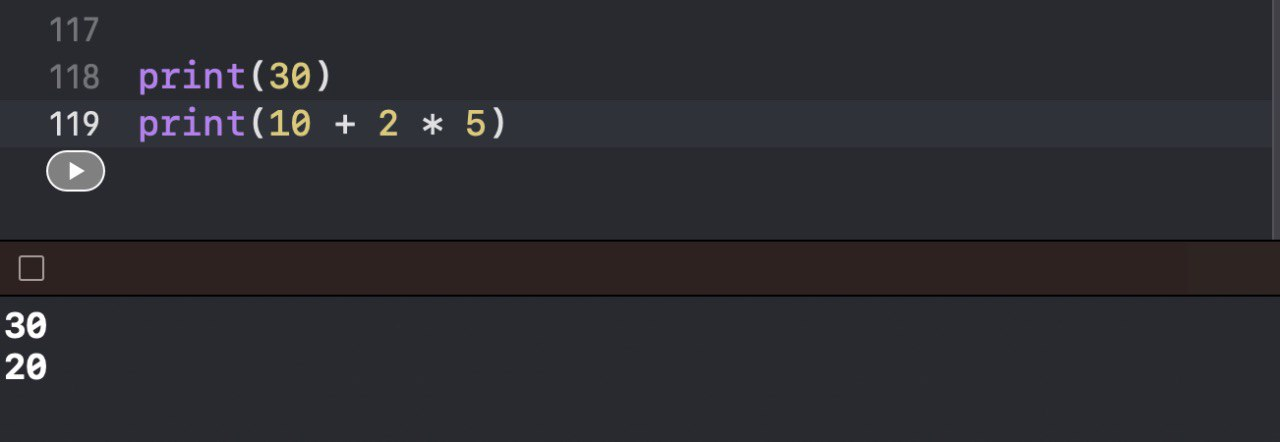 117
118 print(30)
119 print(10 + 2 * 5)
30
20